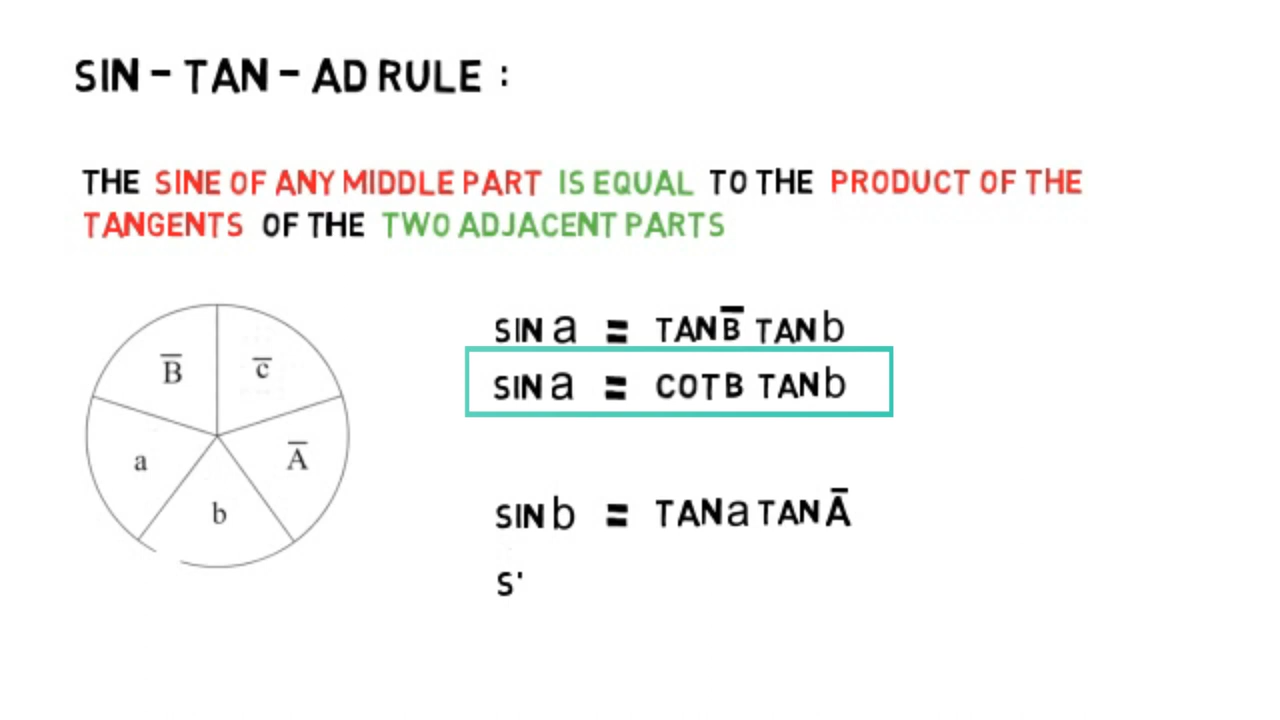 SIN - TAN - AD RULE :
THE SINE OF ANY MIDDLE PART IS EQUAL TO THE PRODUCT OF THE
TANGENTS OF THE TWO ADJACENT PARTS
B̅ c̅
a A̅
b
SIN a = TAN B̅ TAN b
SIN a = COT B TAN b
SIN b = TAN a TAN A̅
S